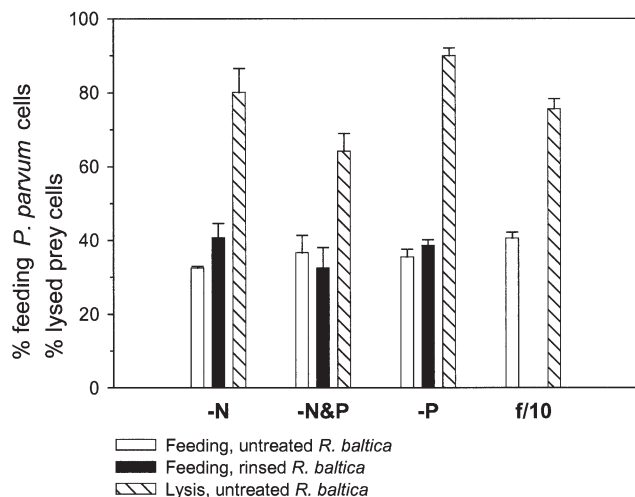 % feeding P. parvum cells
% lysed prey cells
100
80
60
40
20
0
-N
-N&P
-P
f/10
Feeding, untreated R. baltica
Feeding, rinsed R. baltica
Lysis, untreated R. baltica